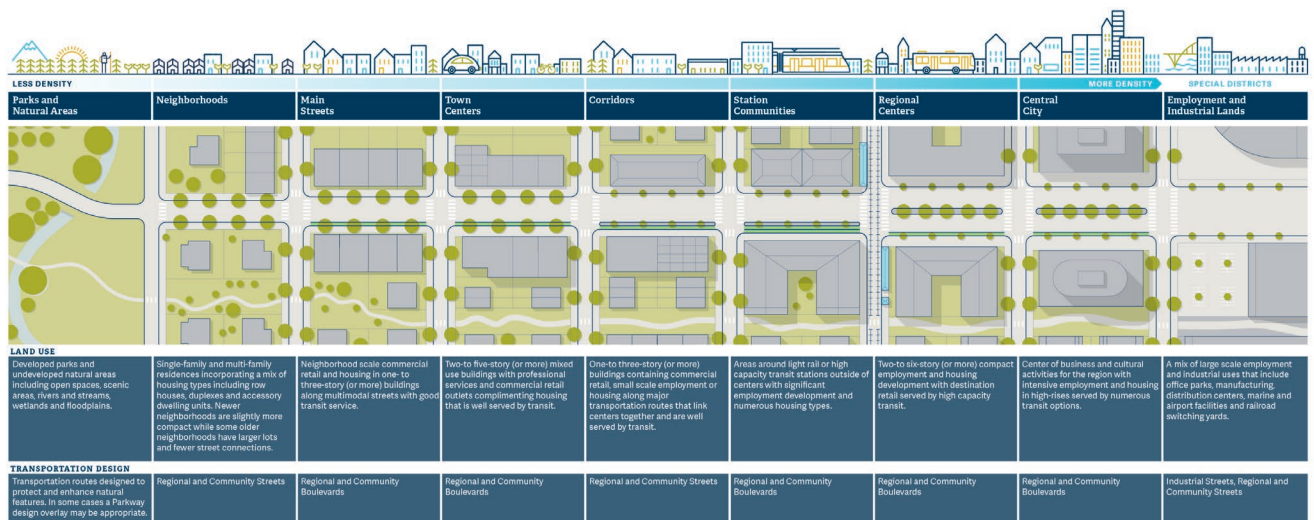 LESS DENSITY
MORE DENSITY
SPECIAL DISTRICTS
Parks and
Natural Areas
Neighborhoods
Main
Streets
Town
Centers
Corridors
Station
Communities
Regional
Centers
Central
City
Employment and
Industrial Lands
LAND USE
Developed parks and
undeveloped natural areas
including open spaces, scenic
areas, rivers and streams,
wetlands and floodplains.
Single-family and multi-family
residences incorporating a mix of
housing types including row
houses, duplexes and accessory
dwelling units. Newer
neighborhoods are slightly more
compact while some older
neighborhoods have larger lots
and fewer street connections.
Neighborhood scale commercial
retail and housing in one- to
three-story (or more) buildings
along multimodal streets with good
transit service.
Two-to five-story (or more) mixed
use buildings with professional
services and commercial retail
outlets complimenting housing
that is well served by transit.
One-to three-story (or more)
buildings containing commercial
retail, small scale employment or
housing along major
transportation routes that link
centers together and are well
served by transit.
Areas around light rail or high
capacity transit stations outside of
centers with significant
employment development and
numerous housing types.
Two-to six-story (or more) compact
employment and housing
development with destination
retail served by high capacity
transit.
Center of business and cultural
activities for the region with
intensive employment and housing
in high-rises served by numerous
transit options.
A mix of large scale employment
and industrial uses that include
office parks, manufacturing,
distribution centers, marine and
airport facilities and railroad
switching yards.
TRANSPORTATION DESIGN
Transportation routes designed to
protect and enhance natural
features. In some cases a Parkway
design overlay may be appropriate.
Regional and Community Streets
Regional and Community
Boulevards
Regional and Community
Boulevards
Regional and Community Streets
Regional and Community
Boulevards
Regional and Community
Boulevards
Regional and Community
Boulevards
Industrial Streets, Regional and
Community Streets